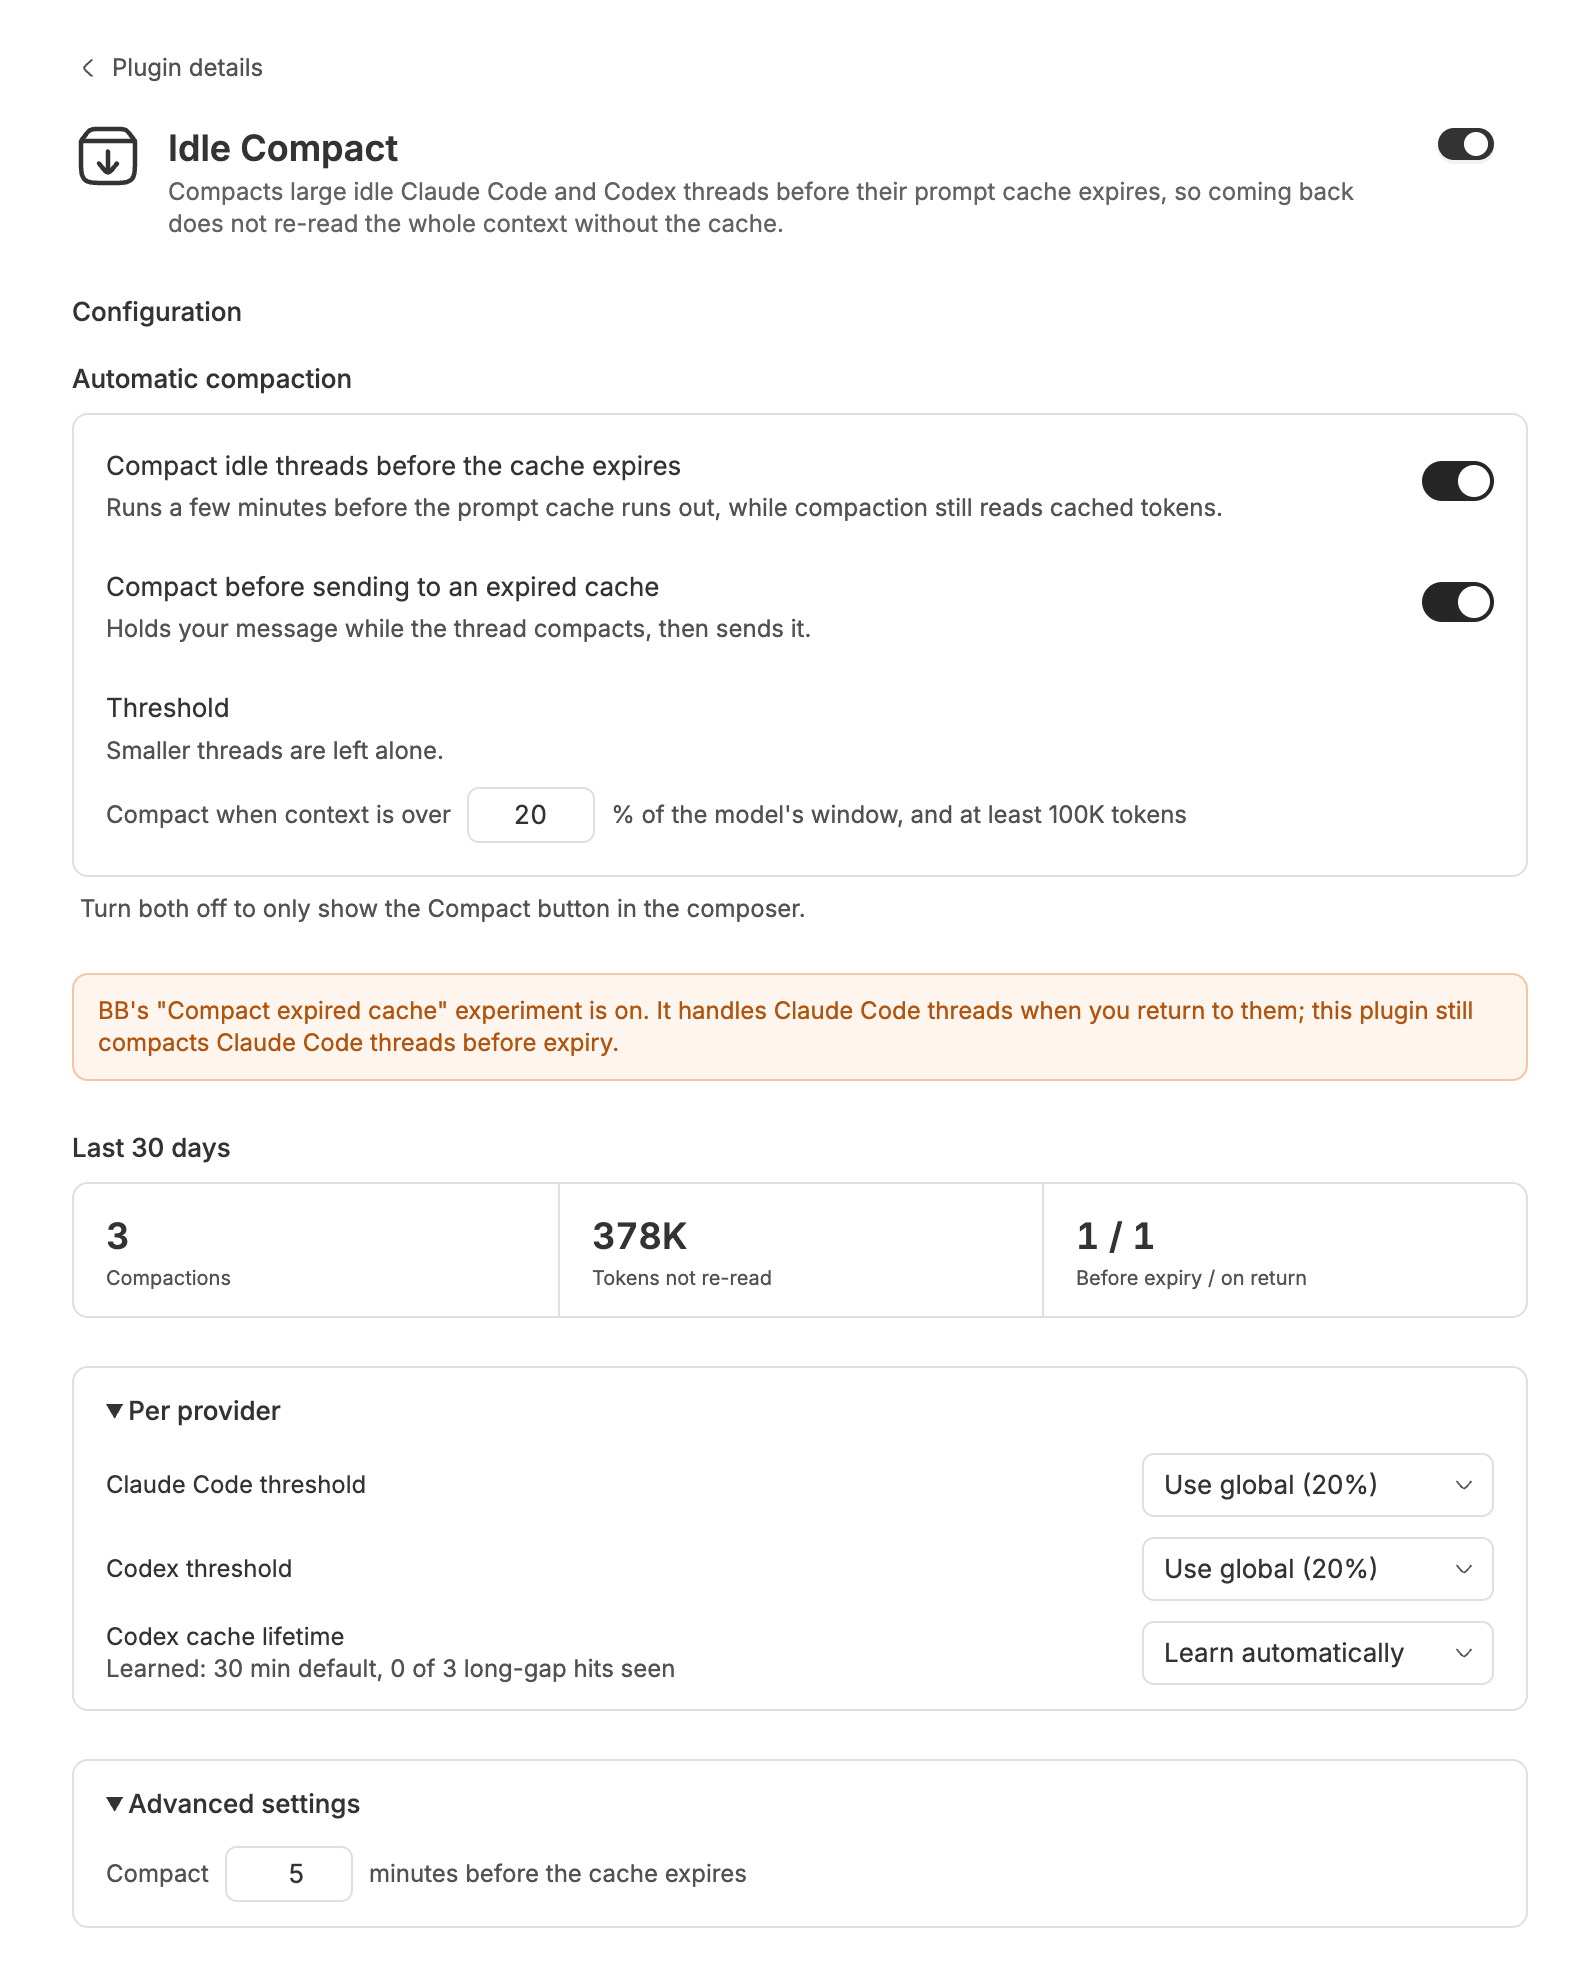 Plugin details
Idle Compact
Compacts large idle Claude Code and Codex threads before their prompt cache expires, so coming back
does not re-read the whole context without the cache.
Configuration
Automatic compaction
Compact idle threads before the cache expires
Runs a few minutes before the prompt cache runs out, while compaction still reads cached tokens.
Compact before sending to an expired cache
Holds your message while the thread compacts, then sends it.
Threshold
Smaller threads are left alone.
Compact when context is over 20 % of the model's window, and at least 100K tokens
Turn both off to only show the Compact button in the composer.
BB's "Compact expired cache" experiment is on. It handles Claude Code threads when you return to them; this plugin still
compacts Claude Code threads before expiry.
Last 30 days
3
Compactions
378K
Tokens not re-read
1 / 1
Before expiry / on return
Per provider
Claude Code threshold
Use global (20%)
Codex threshold
Use global (20%)
Codex cache lifetime
Learned: 30 min default, 0 of 3 long-gap hits seen
Learn automatically
Advanced settings
Compact 5 minutes before the cache expires